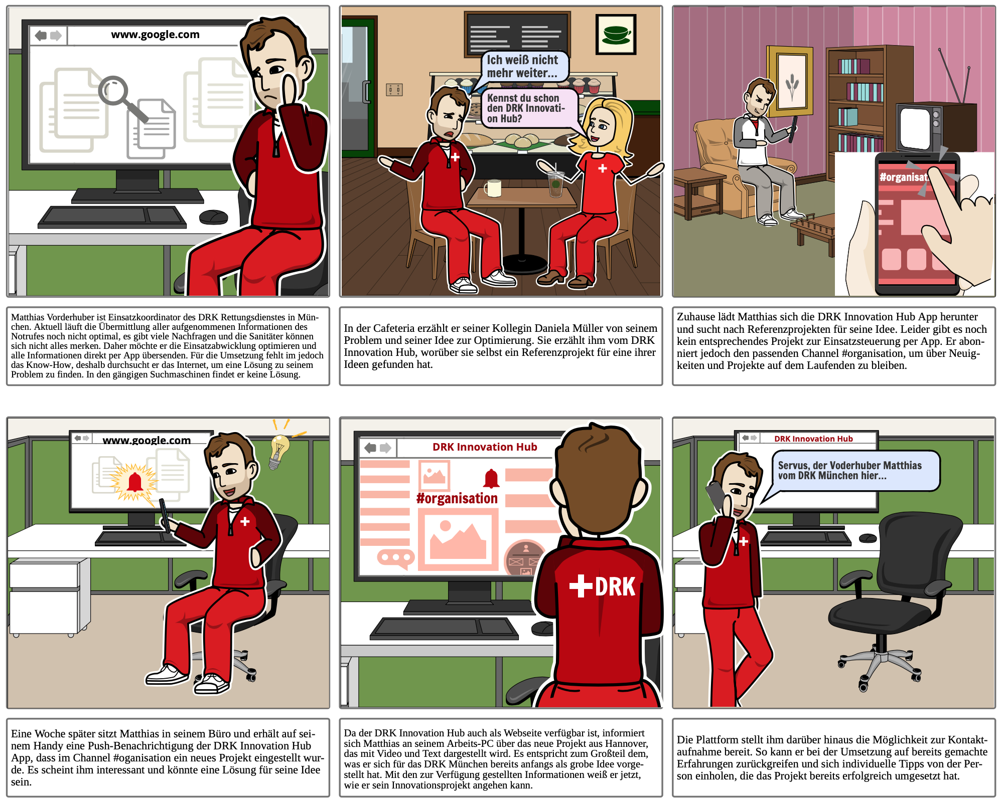 www.google.com
Ich weiß nicht
mehr weiter...
Kennst du schon
den DRK Innovati-
on Hub?
#organisati
Matthias Vorderhuber ist Einsatzkoordinator des DRK Rettungsdienstes in Mün-
chen. Aktuell läuft die Übermittlung aller aufgenommenen Informationen des
Notrufes noch nicht optimal, es gibt viele Nachfragen und die Sanitäter können
sich nicht alles merken. Daher möchte er die Einsatzabwicklung optimieren und
alle Informationen direkt per App übersenden. Für die Umsetzung fehlt im jedoch
das Know-How, deshalb durchsucht er das Internet, um eine Lösung zu seinem
Problem zu finden. In den gängigen Suchmaschinen findet er keine Lösung.
In der Cafeteria erzählt er seiner Kollegin Daniela Müller von seinem
Problem und seiner Idee zur Optimierung. Sie erzählt ihm vom DRK
Innovation Hub, worüber sie selbst ein Referenzprojekt für eine ihrer
Ideen gefunden hat.
Zuhause lädt Matthias sich die DRK Innovation Hub App herunter
und sucht nach Referenzprojekten für seine Idee. Leider gibt es noch
kein entsprechendes Projekt zur Einsatzsteuerung per App. Er abon-
niert jedoch den passenden Channel #organisation, um über Neuig-
keiten und Projekte auf dem Laufenden zu bleiben.
www.google.com
DRK Innovation Hub
#organisation
DRK
DRK Innovation Hub
Servus, der Voderhuber Matthias
vom DRK München hier...
Eine Woche später sitzt Matthias in seinem Büro und erhält auf sei-
nem Handy eine Push-Benachrichtigung der DRK Innovation Hub
App, dass im Channel #oganisation ein neues Projekt eingestellt wur-
de. Es scheint ihm interessant und könnte eine Lösung für seine Idee
sein.
Da der DRK Innovation Hub auch als Webseite verfügbar ist, informiert
sich Matthias an seinem Arbeits-PC über das neue Projekt aus Hannover,
das mit Video und Text dargestellt wird. Es entspricht zum Großteil dem,
was er sich für das DRK München bereits anfangs als grobe Idee vorge-
stellt hat. Mit den zur Verfügung gestellten Informationen weiß er jetzt,
wie er sein Innovationsprojekt angehen kann.
Die Plattform stellt ihm darüber hinaus die Möglichkeit zur Kontakt-
aufnahme bereit. So kann er bei der Umsetzung auf bereits gemachte
Erfahrungen zurückgreifen und sich individuelle Tipps von der Per-
son einholen, die das Projekt bereits erfolgreich umgesetzt hat.